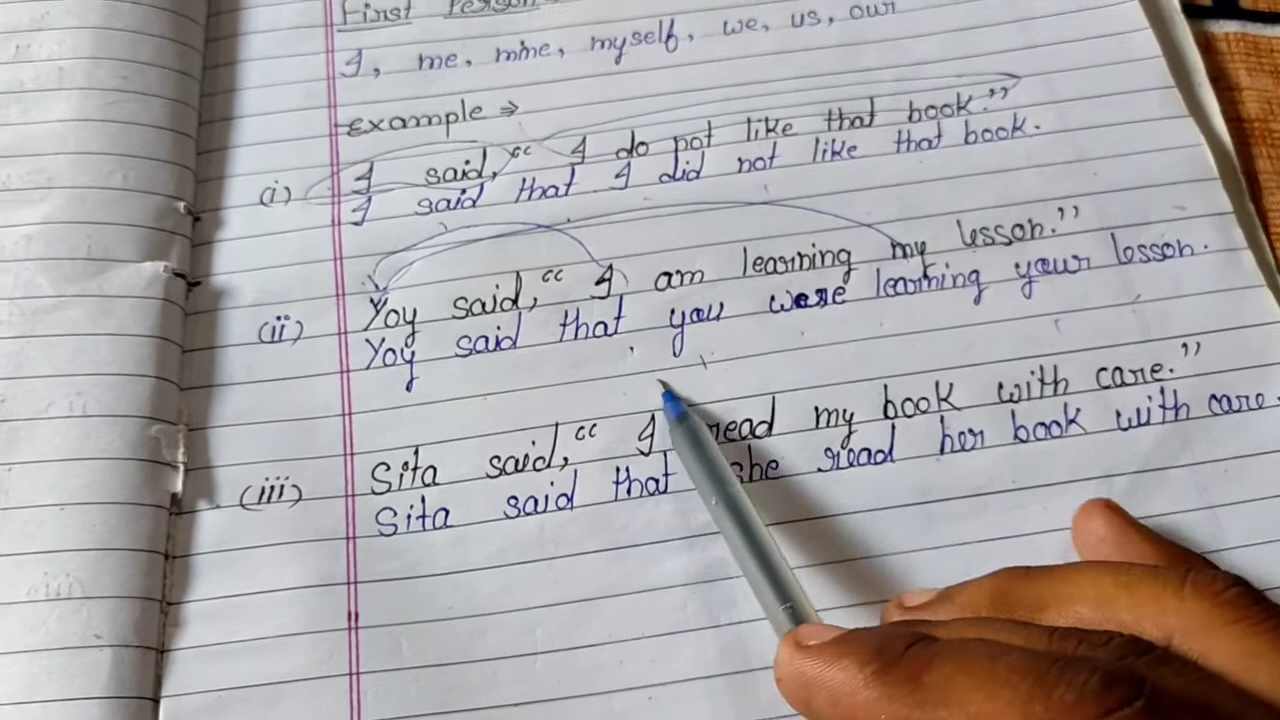 First Person
I, me, mine, myself, we, us, our
Example ⇒
(i) I said, “ I do not like that book.”
I said that I did not like that book.
(ii) Yoy said, “ I am learning my lesson.”
Yoy said that you were learning your lesson.
(iii) Sita said, “ I read my book with care.”
Sita said that she read her book with care.